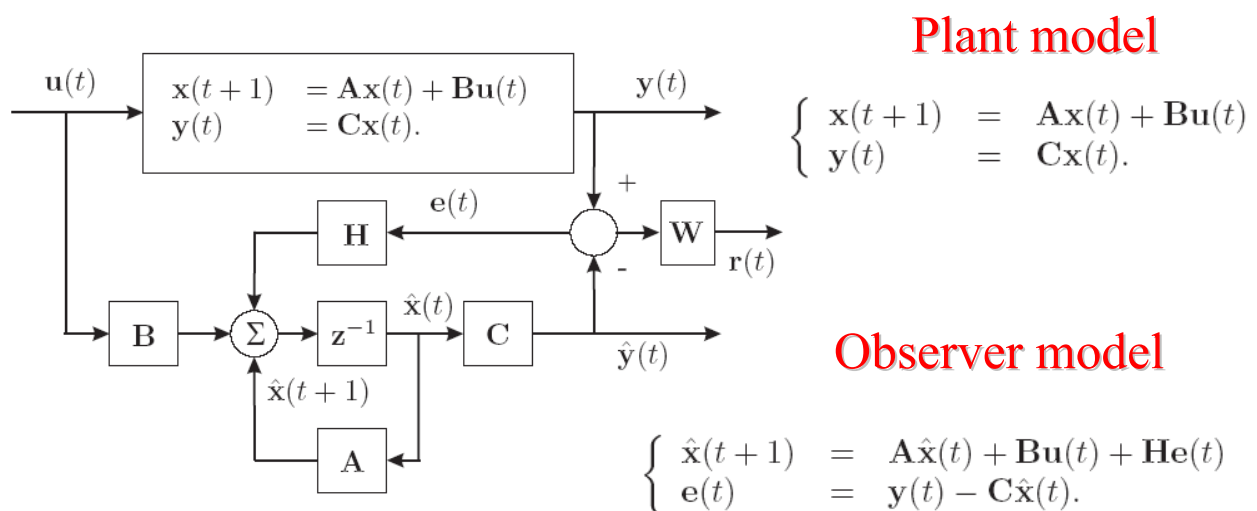 Plant model
u(t)
x(t + 1) = Ax(t) + Bu(t)
y(t) = Cx(t).
y(t)
x(t + 1) = Ax(t) + Bu(t)
y(t) = Cx(t).
+
e(t)
H
W
-
r(t)
x̂(t)
B
Σ
z⁻¹
C
ŷ(t)
Observer model
x̂(t + 1)
A
x̂(t + 1) = Ax̂(t) + Bu(t) + He(t)
e(t) = y(t) − Cx̂(t).